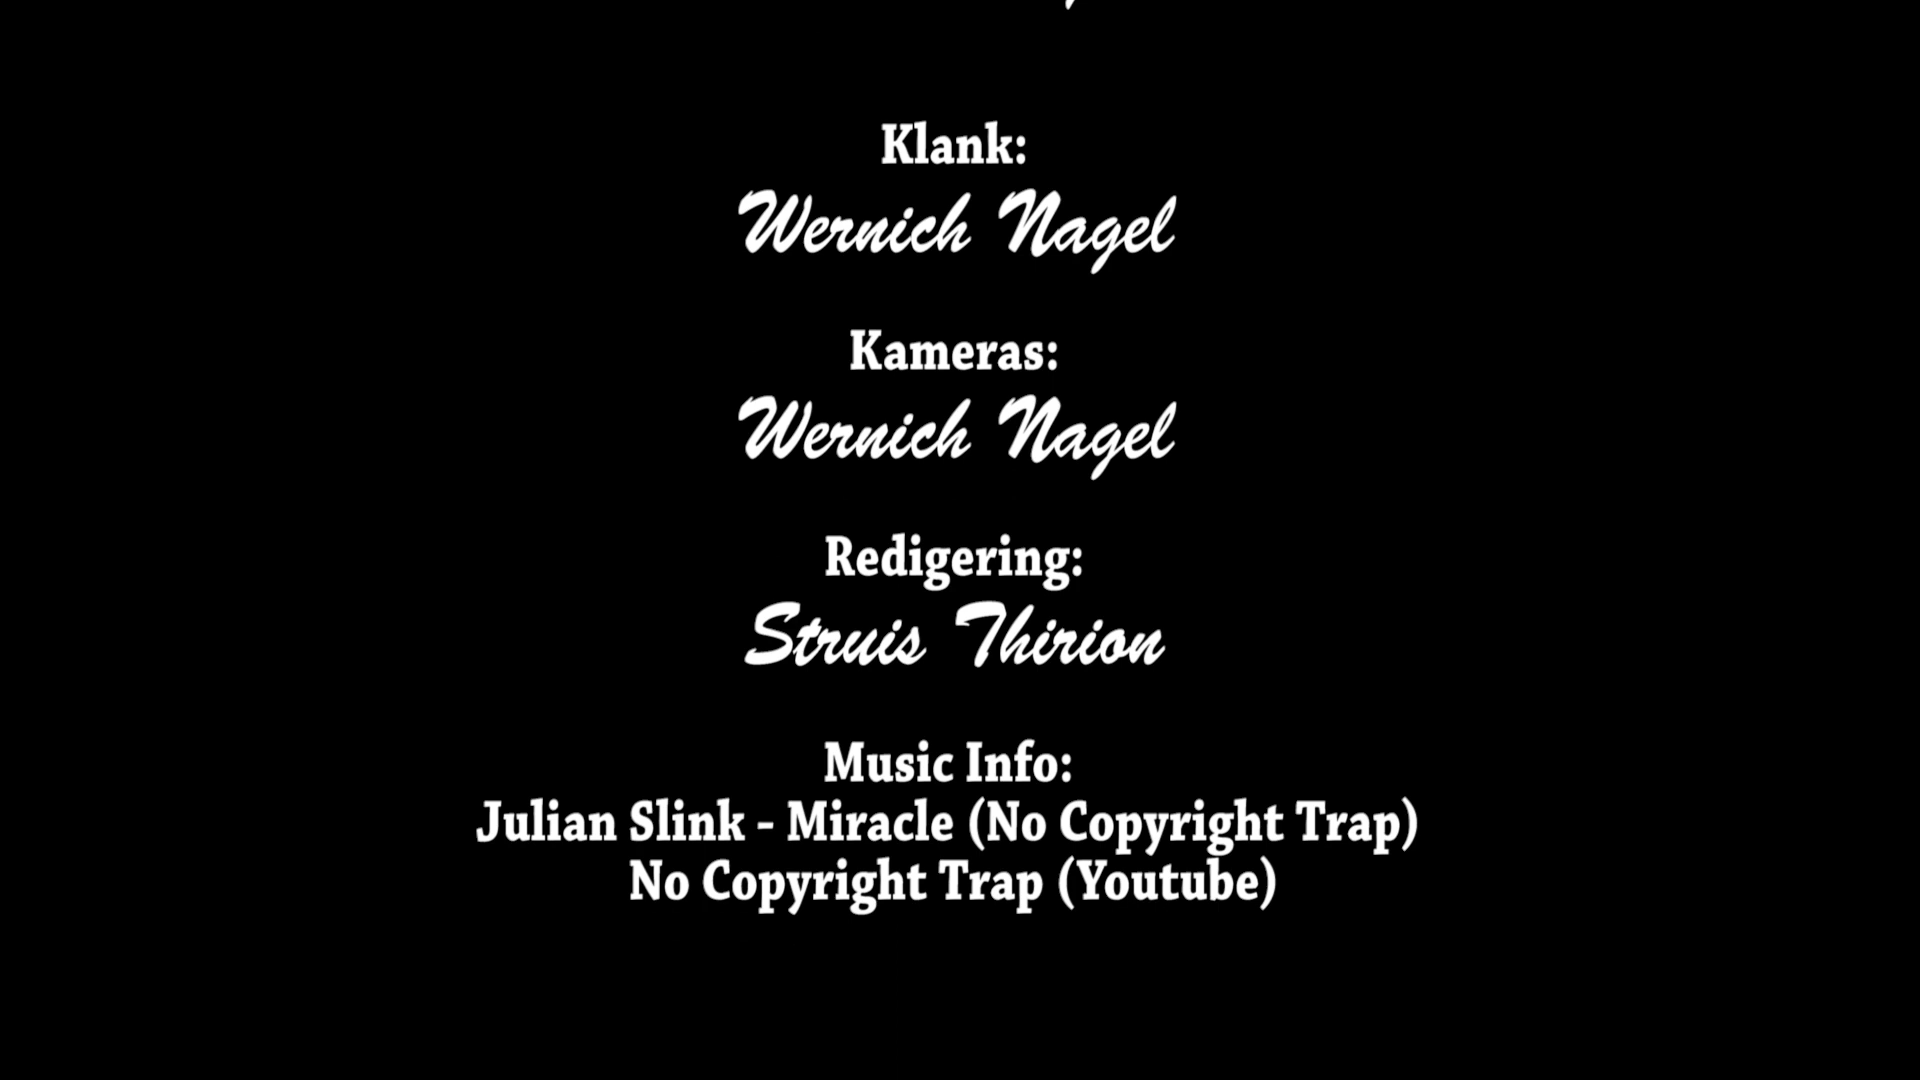 Klank:
Wernich Nagel
Kameras:
Wernich Nagel
Redigering:
Struis Thirion
Music Info:
Julian Slink - Miracle (No Copyright Trap)
No Copyright Trap (Youtube)